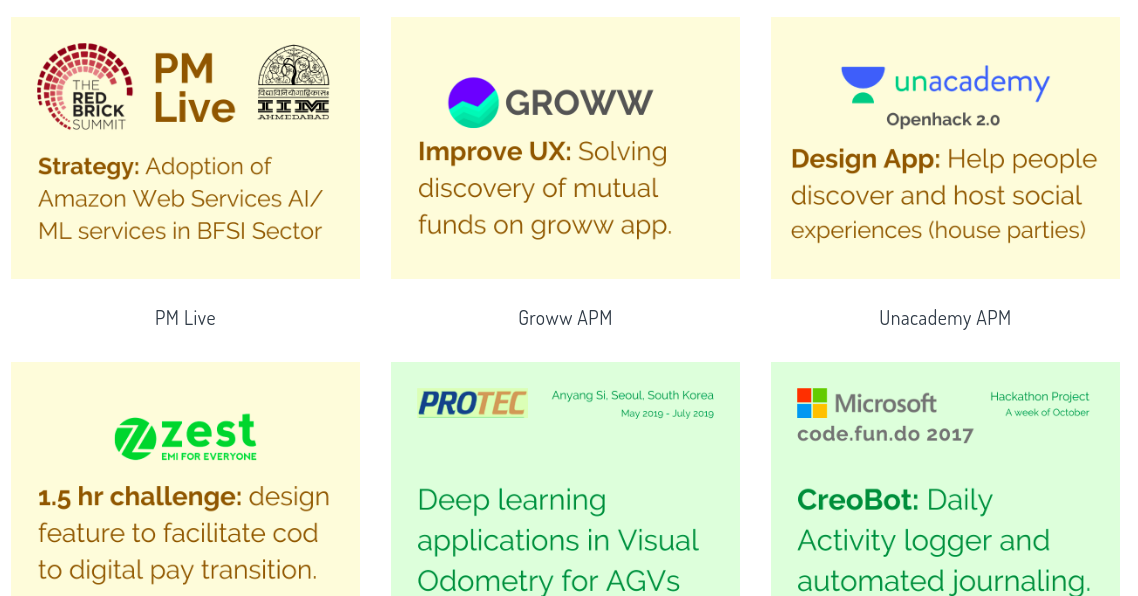 THE
RED
BRICK
SUMMIT
PM
Live
IIM
AHMEDABAD
Strategy: Adoption of
Amazon Web Services AI/
ML services in BFSI Sector
GROWW
Improve UX: Solving
discovery of mutual
funds on groww app.
unacademy
Openhack 2.0
Design App: Help people
discover and host social
experiences (house parties)
PM Live
Groww APM
Unacademy APM
zest
EMI FOR EVERYONE
1.5 hr challenge: design
feature to facilitate cod
to digital pay transition.
PROTEC
Anyang Si, Seoul, South Korea
May 2019 - July 2019
Deep learning
applications in Visual
Odometry for AGVs
Microsoft
code.fun.do 2017
Hackathon Project
A week of October
CreoBot: Daily
Activity logger and
automated journaling.